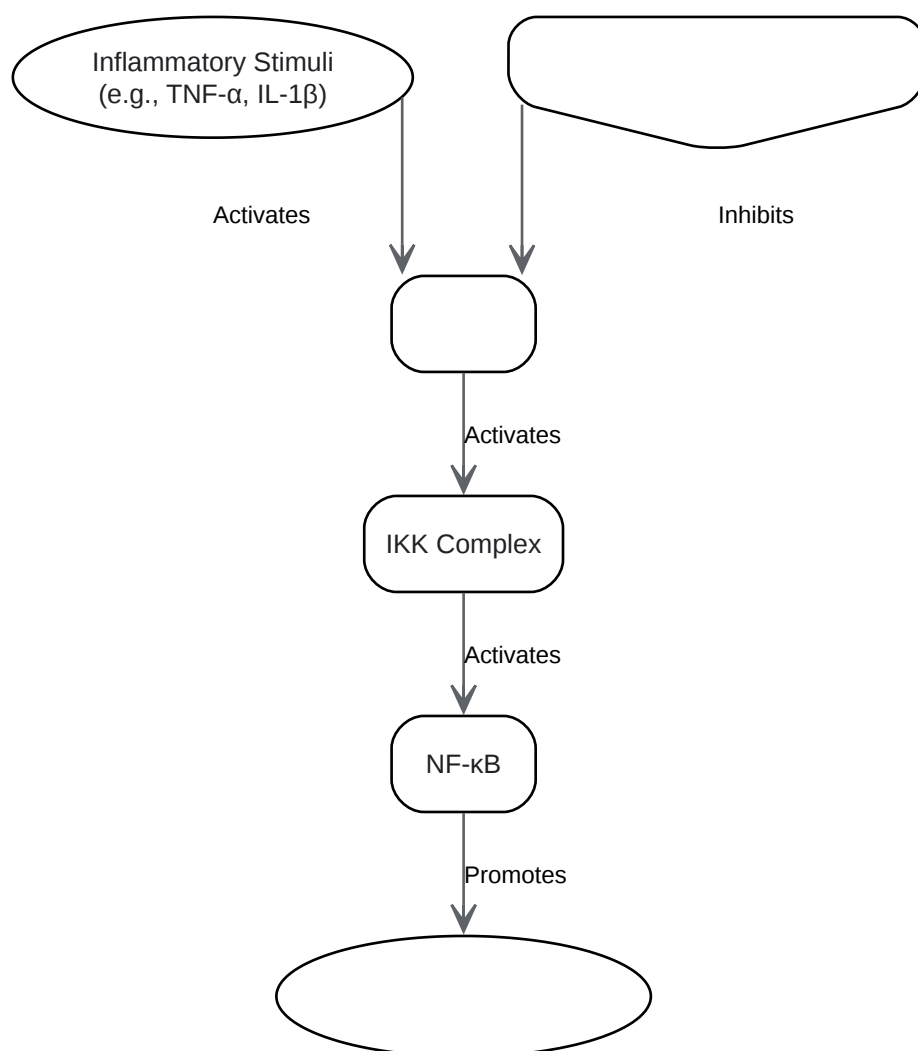 Inflammatory Stimuli
(e.g., TNF-α, IL-1β)
Activates
Inhibits
Activates
IKK Complex
Activates
NF-κB
Promotes